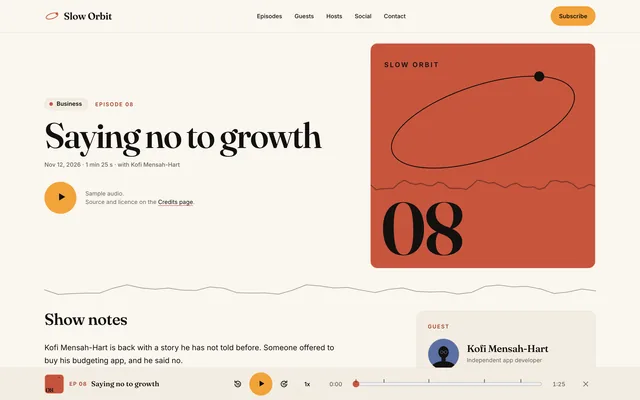 Slow Orbit
Episodes
Guests
Hosts
Social
Contact
Subscribe
Business
EPISODE 08
Saying no to growth
Nov 12, 2026 · 1 min 25 s · with Kofi Mensah-Hart
Sample audio.
Source and licence on the Credits page.
SLOW ORBIT
08
Show notes
Kofi Mensah-Hart is back with a story he has not told before. Someone offered to
buy his budgeting app, and he said no.
GUEST
Kofi Mensah-Hart
Independent app developer
08
EP 08 Saying no to growth
1x
0:00
1:25